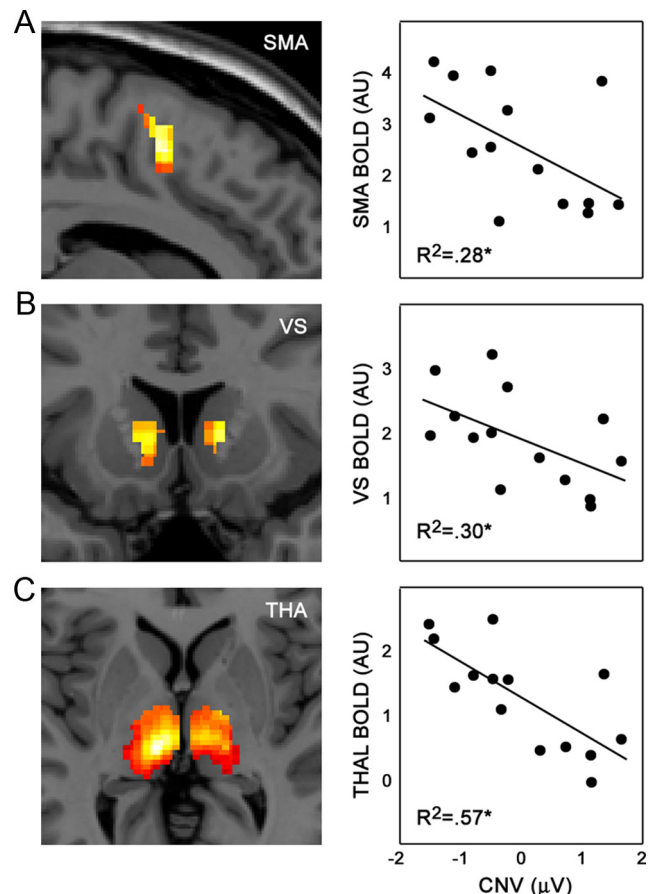 A
SMA
SMA BOLD (AU)
4
3
2
1
R²=.28*
B
VS
VS BOLD (AU)
3
2
1
R²=.30*
C
THA
THAL BOLD (AU)
2
1
0
R²=.57*
-2 -1 0 1 2
CNV (μV)